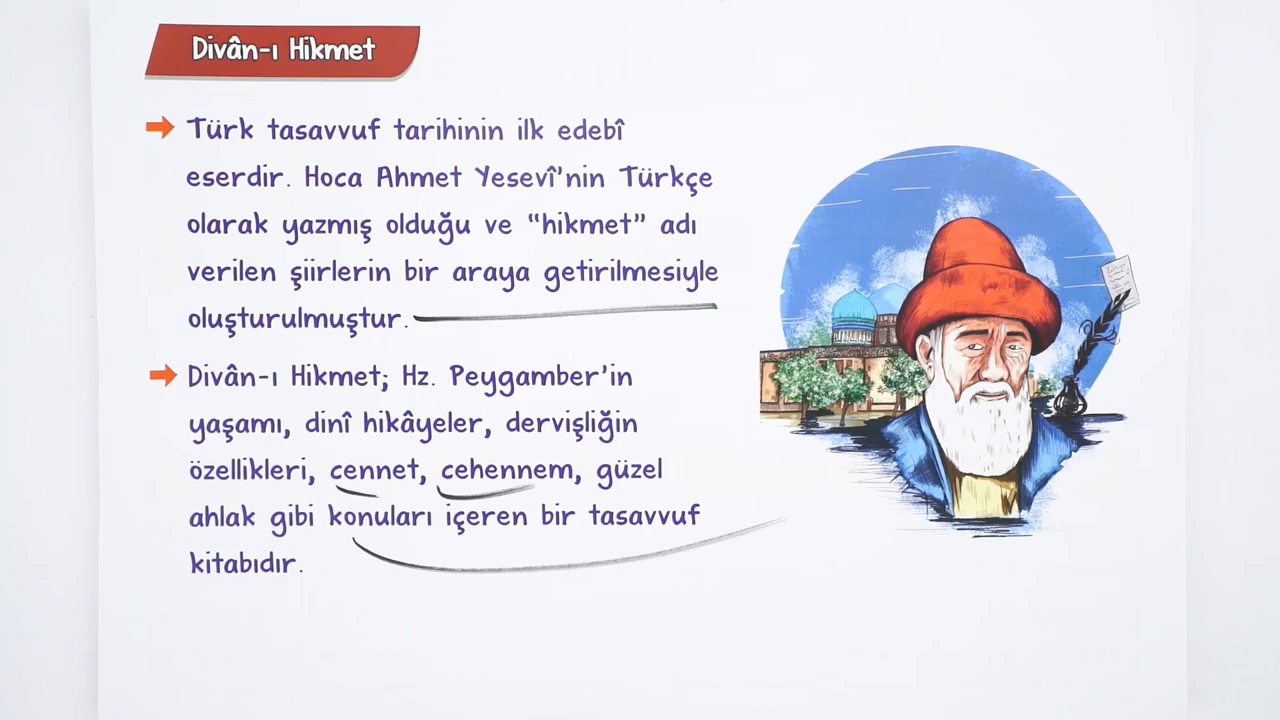 Divân-ı Hikmet
Türk tasavvuf tarihinin ilk edebî
eserdir. Hoca Ahmet Yesevî'nin Türkçe
olarak yazmış olduğu ve “hikmet” adı
verilen şiirlerin bir araya getirilmesiyle
oluşturulmuştur.
Divân-ı Hikmet; Hz. Peygamber'in
yaşamı, dinî hikâyeler, dervişliğin
özellikleri, cennet, cehennem, güzel
ahlak gibi konuları içeren bir tasavvuf
kitabıdır.